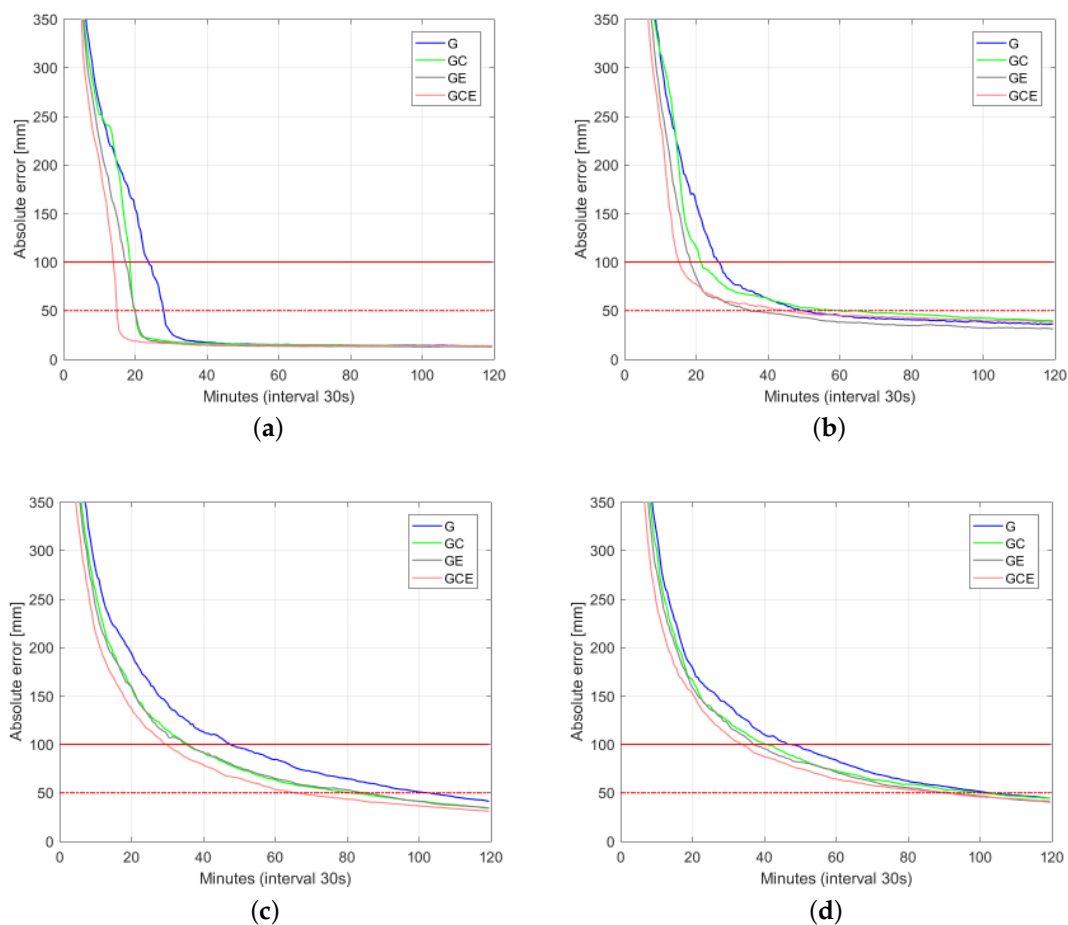 350
300
250
200
150
100
50
0
Absolute error [mm]
0 20 40 60 80 100 120
Minutes (interval 30s)
G
GC
GE
GCE
(a)
350
300
250
200
150
100
50
0
Absolute error [mm]
0 20 40 60 80 100 120
Minutes (interval 30s)
G
GC
GE
GCE
(b)
350
300
250
200
150
100
50
0
Absolute error [mm]
0 20 40 60 80 100 120
Minutes (interval 30s)
G
GC
GE
GCE
(c)
350
300
250
200
150
100
50
0
Absolute error [mm]
0 20 40 60 80 100 120
Minutes (interval 30s)
G
GC
GE
GCE
(d)